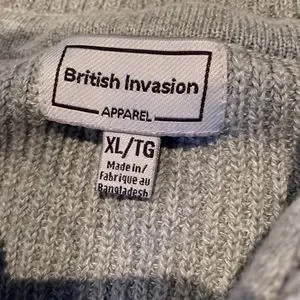 British Invasion
APPAREL
XL/TG
Made in/
Fabriqué au
Bangladesh